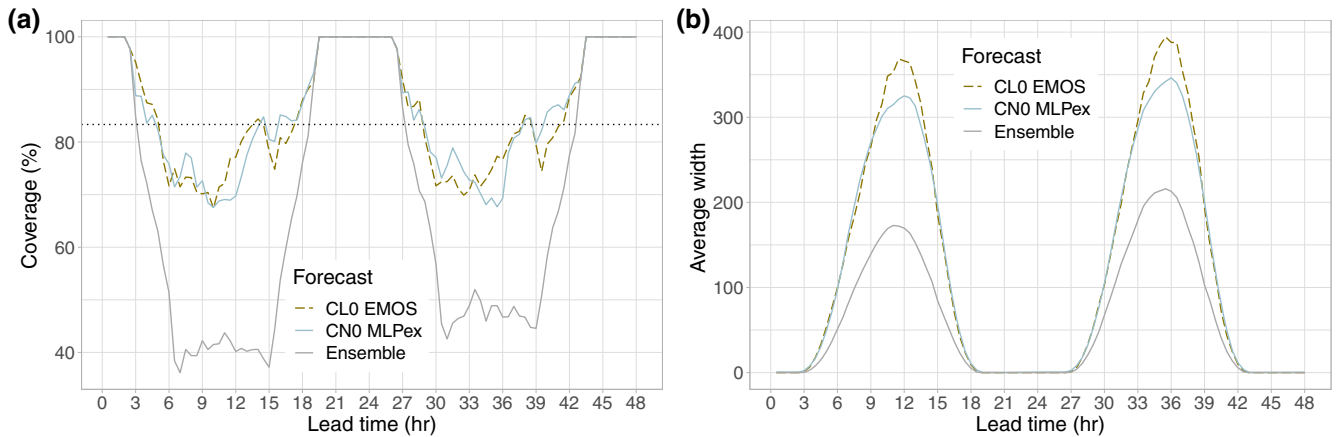 (a)
Coverage (%)
100
80
60
40
Forecast
CL0 EMOS
CN0 MLPex
Ensemble
0 3 6 9 12 15 18 21 24 27 30 33 36 39 42 45 48
Lead time (hr)
(b)
Average width
400
300
200
100
0
Forecast
CL0 EMOS
CN0 MLPex
Ensemble
0 3 6 9 12 15 18 21 24 27 30 33 36 39 42 45 48
Lead time (hr)